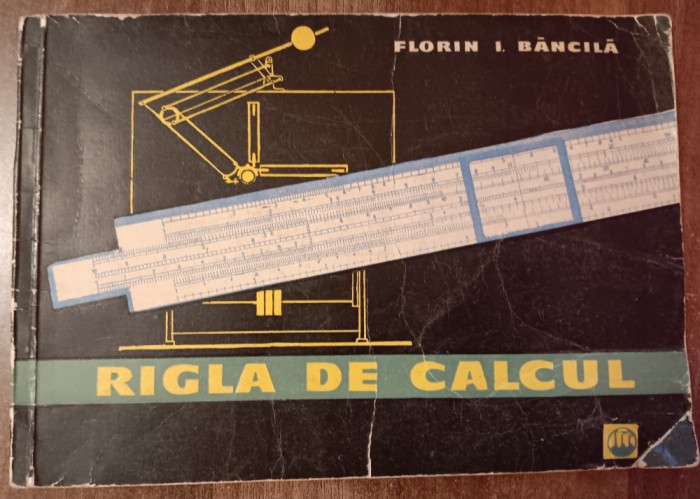 FLORIN I. BĂNCILĂ
RIGLA DE CALCUL